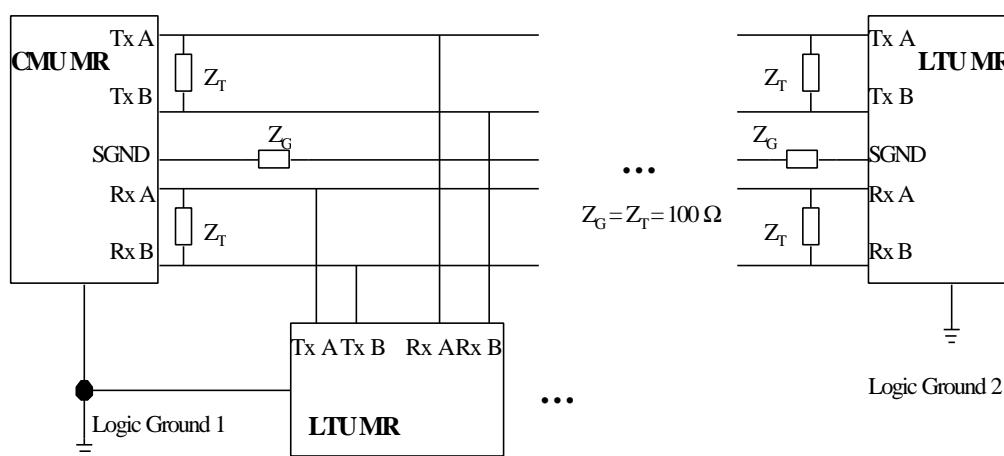 CMU MR
Tx A
Z_T
Tx B
Z_G
SGND
Rx A
Z_T
Rx B
...
Z_G = Z_T = 100 Ω
Tx A
LTU MR
Z_T
Tx B
Z_G
SGND
Rx A
Z_T
Rx B
Tx A Tx B Rx A Rx B
LTU MR
...
Logic Ground 1
Logic Ground 2